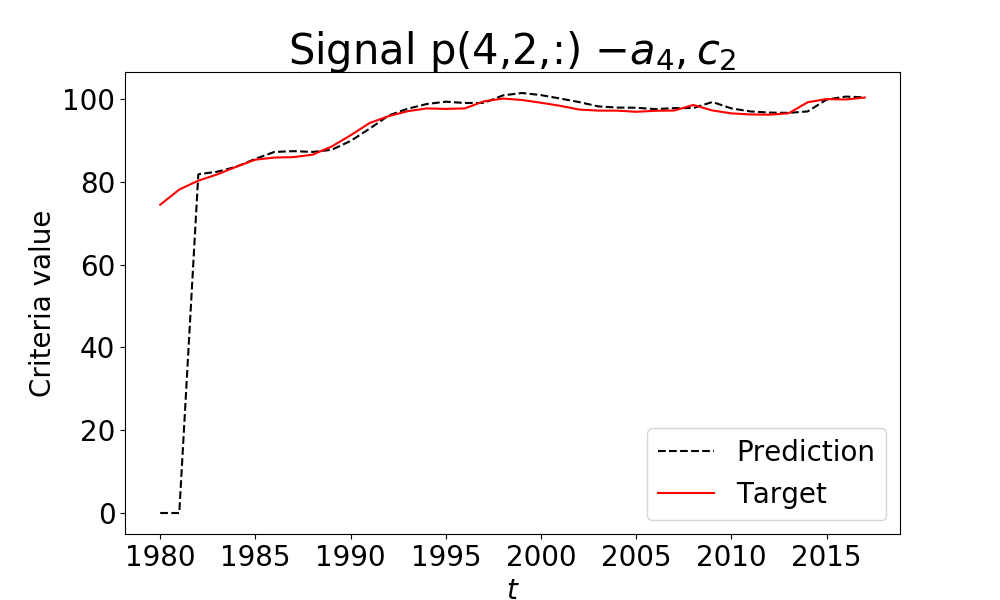 Signal p(4,2,:) −a₄, c₂
Criteria value
100
80
60
40
20
0
Prediction
Target
1980 1985 1990 1995 2000 2005 2010 2015
t